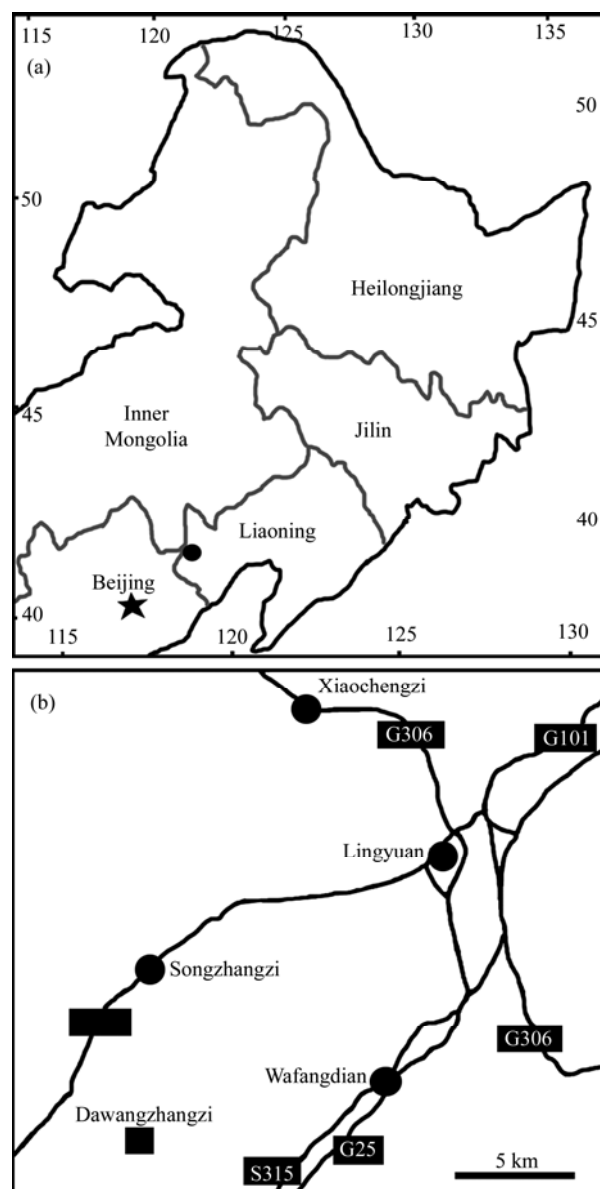 115 120 125 130 135
(a)
50
50
Heilongjiang
45
45
Inner
Mongolia
Jilin
40
Liaoning
Beijing
40
115 120 125 130
(b)
Xiaochengzi
G306
G101
Lingyuan
Songzhangzi
G306
Wafangdian
Dawangzhangzi
G25
S315
5 km